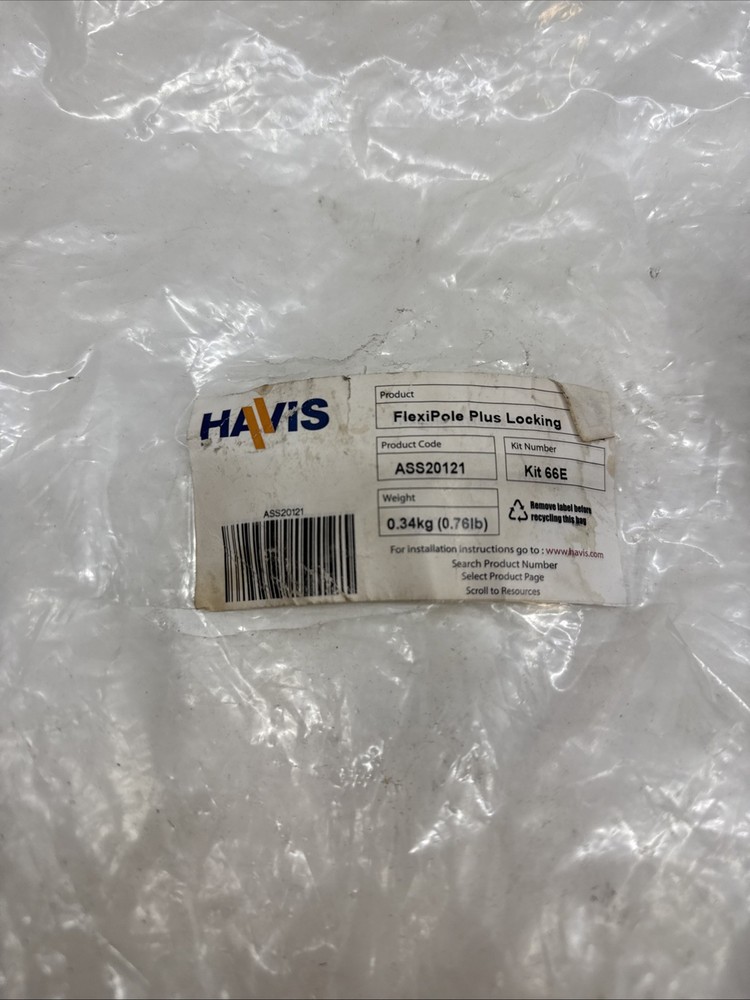 HAVIS
Product
FlexiPole Plus Locking
Product Code
ASS20121
Kit Number
Kit 66E
Weight
0.34kg (0.76lb)
Remove label before
recycling this bag
ASS20121
For installation instructions go to : www.havis.com
Search Product Number
Select Product Page
Scroll to Resources